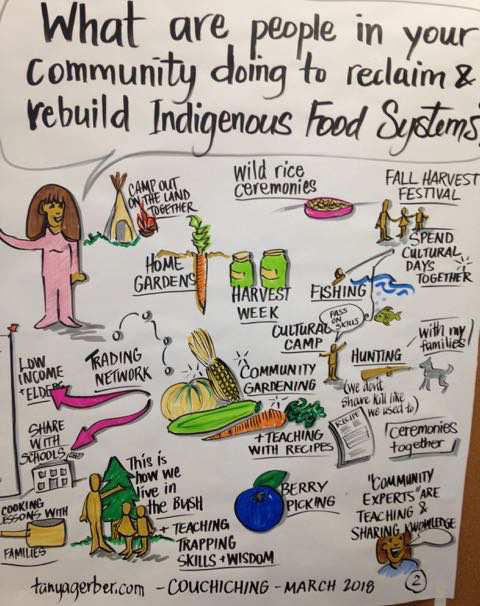 What are people in your
community doing to reclaim &
rebuild Indigenous Food Systems
CAMP OUT
ON THE LAND
TOGETHER
wild rice
ceremonies
FALL HARVEST
FESTIVAL
SPEND
CULTURAL
DAYS
TOGETHER
HOME
GARDENS
HARVEST
WEEK
FISHING
PASS
ON
SKILLS
CULTURAL
CAMP
HUNTING
with my
families
(we don't
share kill like
we used to)
LOW
INCOME
+ ELDERS
TRADING
NETWORK
COMMUNITY
GARDENING
+ TEACHING
WITH RECIPES
RECIPE
Ceremonies
together
SHARE
WITH
SCHOOLS
COOKING
LESSONS WITH
FAMILIES
This is
how we
live in
the BUSH
+ TEACHING
TRAPPING
SKILLS + WISDOM
BERRY
PICKING
"COMMUNITY
EXPERTS" ARE
TEACHING &
SHARING KNOWLEDGE
tanyagerber.com - COUCHICHING - MARCH 2018
2